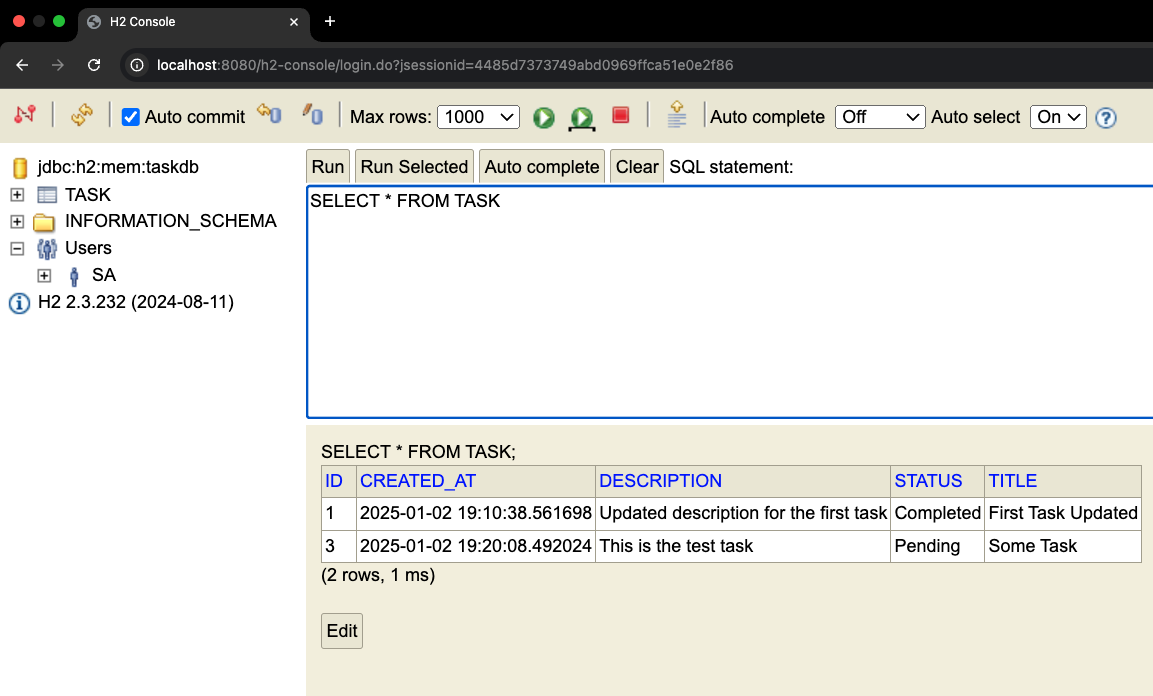 H2 Console
localhost:8080/h2-console/login.do?jsessionid=4485d7373749abd0969ffca51e0e2f86
Auto commit Max rows: 1000 Auto complete Off Auto select On ?
jdbc:h2:mem:taskdb
TASK
INFORMATION_SCHEMA
Users
SA
H2 2.3.232 (2024-08-11)
Run Run Selected Auto complete Clear SQL statement:
SELECT * FROM TASK
SELECT * FROM TASK;
ID CREATED_AT DESCRIPTION STATUS TITLE
1 2025-01-02 19:10:38.561698 Updated description for the first task Completed First Task Updated
3 2025-01-02 19:20:08.492024 This is the test task Pending Some Task
(2 rows, 1 ms)
Edit